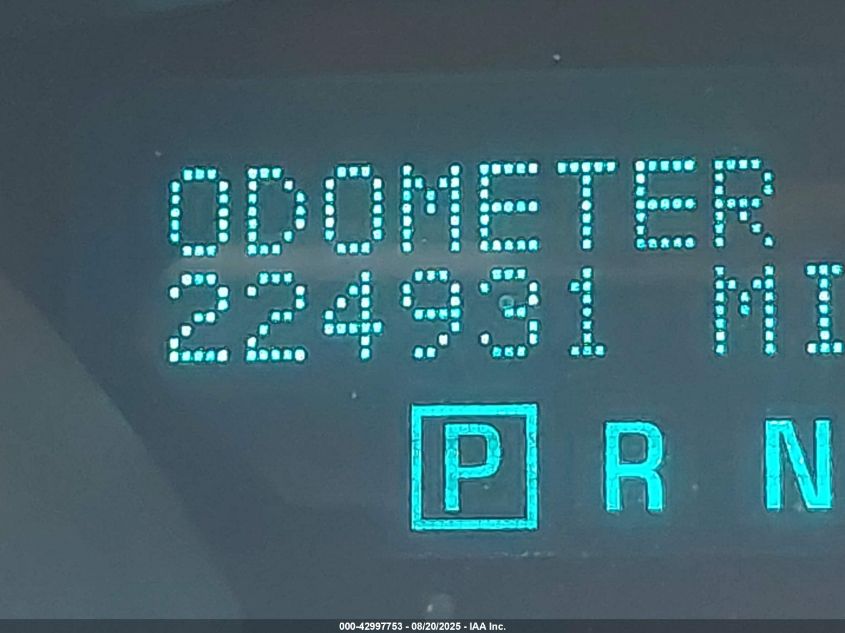 ODOMETER
224931 MI
P R N
000-42997753 - 08/20/2025 - IAA Inc.